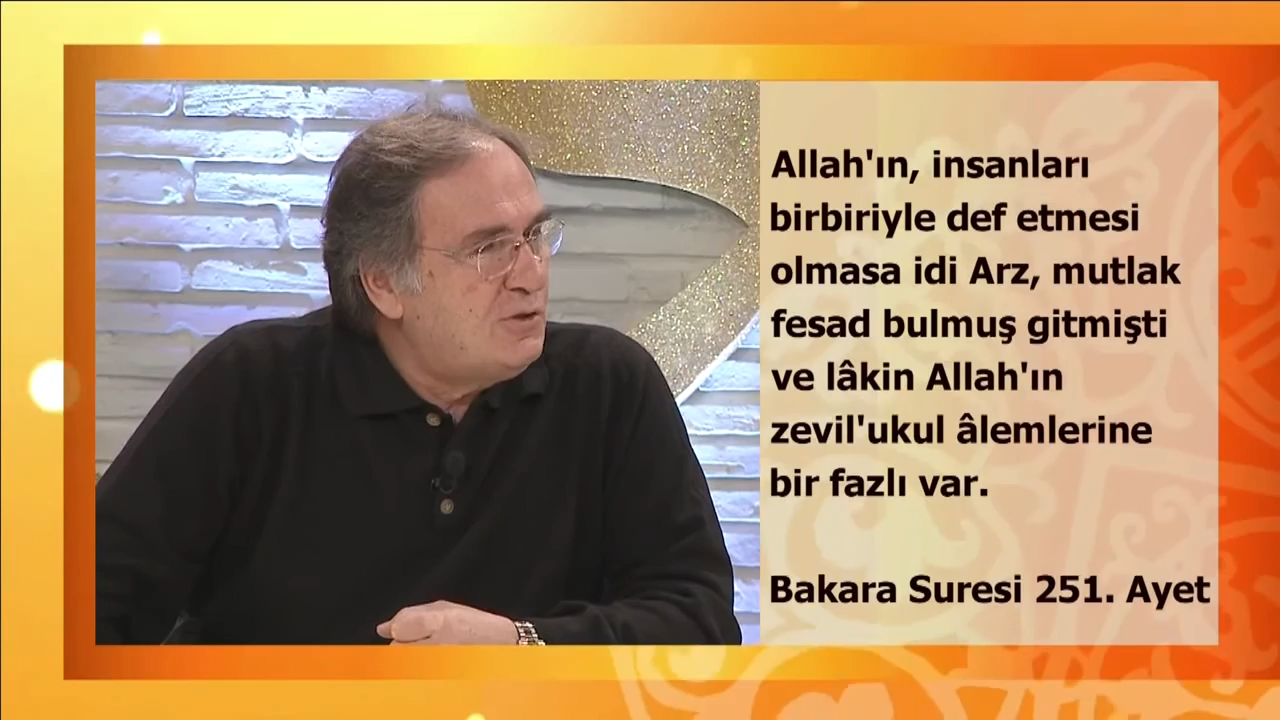 Allah'ın, insanları
birbiriyle def etmesi
olmasa idi Arz, mutlak
fesad bulmuş gitmişti
ve lâkin Allah'ın
zevil'ukul âlemlerine
bir fazlı var.
Bakara Suresi 251. Ayet